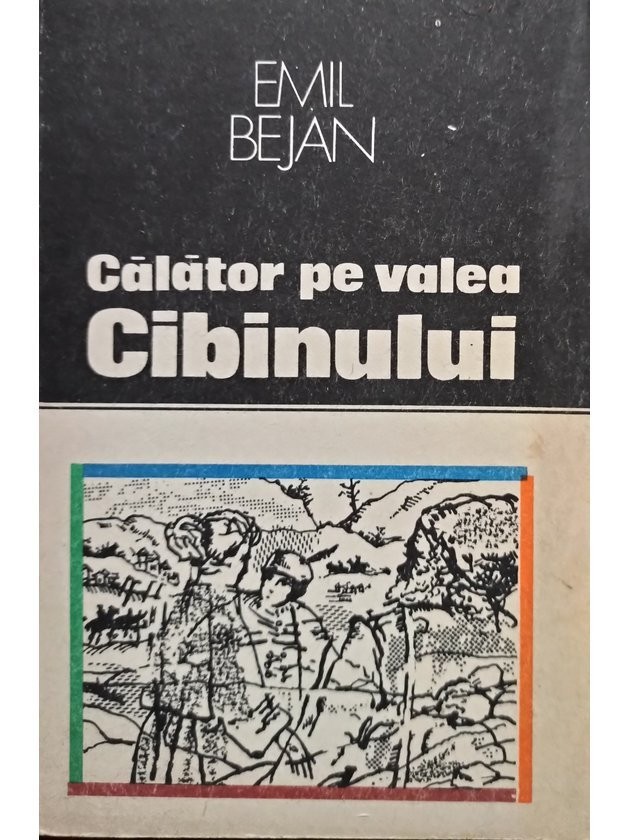 EMIL
BEJAN
Călător pe valea
Cibinului